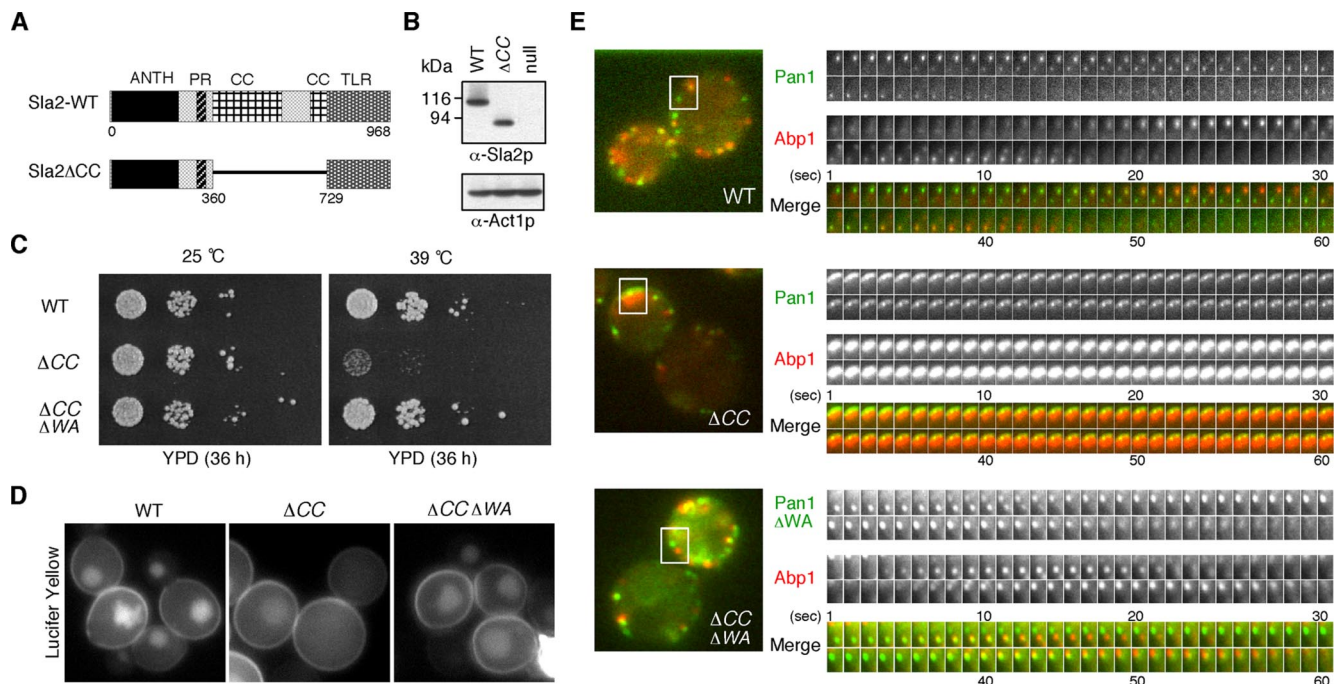 A
ANTH PR CC CC TLR
Sla2-WT
0 968
Sla2ΔCC
360 729
B
WT ΔCC null
kDa
116
94
α-Sla2p
α-Act1p
C
25 ℃ 39 ℃
WT
ΔCC
ΔCC
ΔWA
YPD (36 h) YPD (36 h)
D
WT ΔCC ΔCC ΔWA
Lucifer Yellow
E
WT
Pan1
Abp1
(sec) 1 10 20 30
Merge
40 50 60
ΔCC
Pan1
Abp1
(sec) 1 10 20 30
Merge
40 50 60
ΔCC
ΔWA
Pan1
ΔWA
Abp1
(sec) 1 10 20 30
Merge
40 50 60